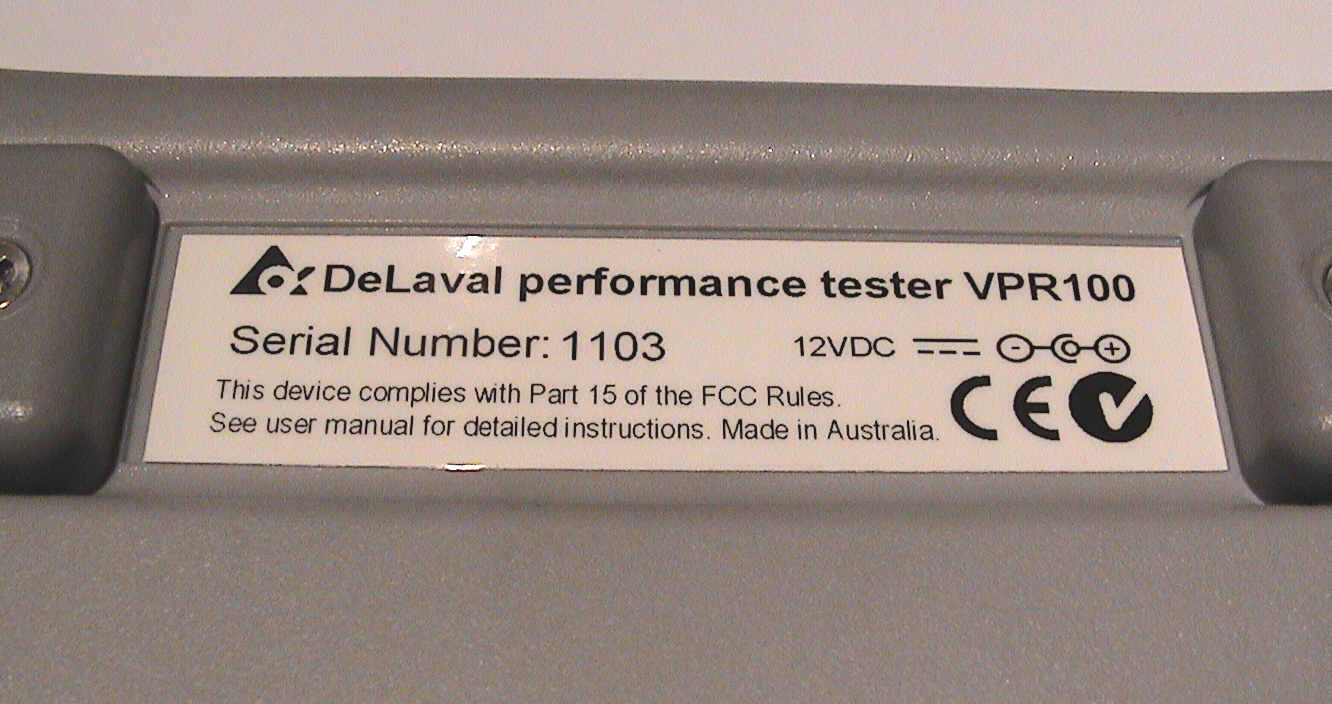 DeLaval performance tester VPR100
Serial Number: 1103 12VDC - +
This device complies with Part 15 of the FCC Rules.
See user manual for detailed instructions. Made in Australia.
CE